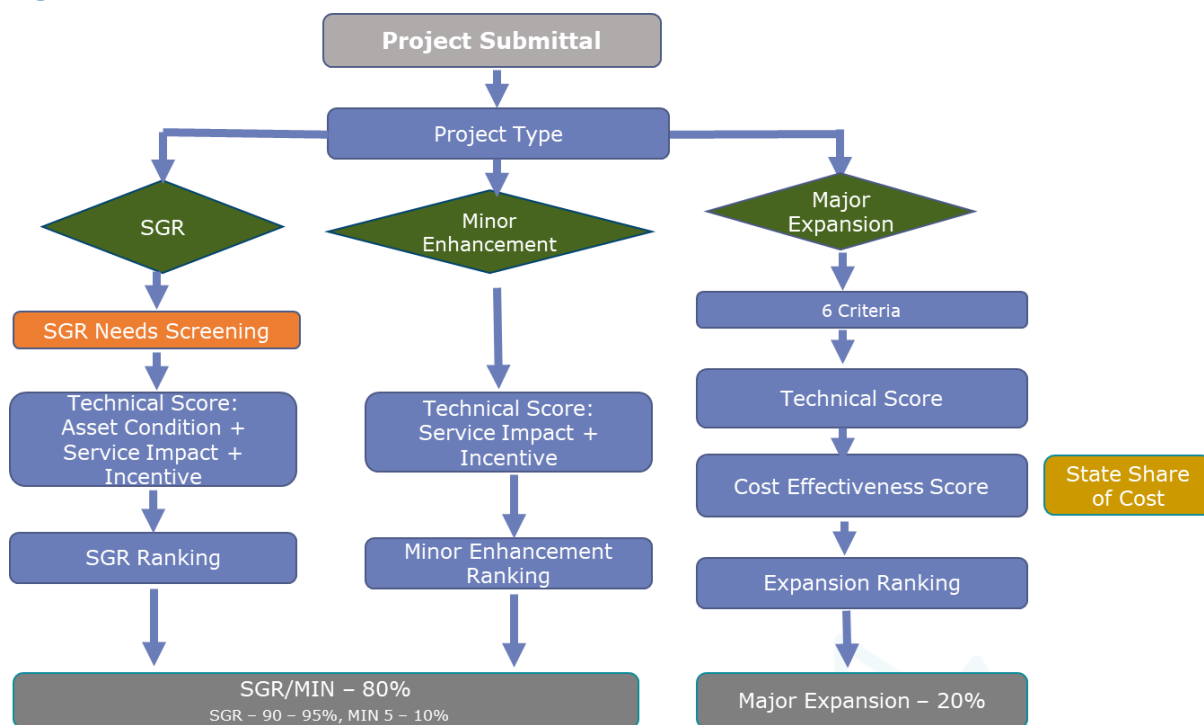 Project Submittal
Project Type
SGR
Minor
Enhancement
Major
Expansion
SGR Needs Screening
6 Criteria
Technical Score:
Asset Condition +
Service Impact +
Incentive
Technical Score:
Service Impact +
Incentive
Technical Score
Cost Effectiveness Score
State Share
of Cost
SGR Ranking
Minor Enhancement
Ranking
Expansion Ranking
SGR/MIN – 80%
SGR – 90 – 95%, MIN 5 – 10%
Major Expansion – 20%